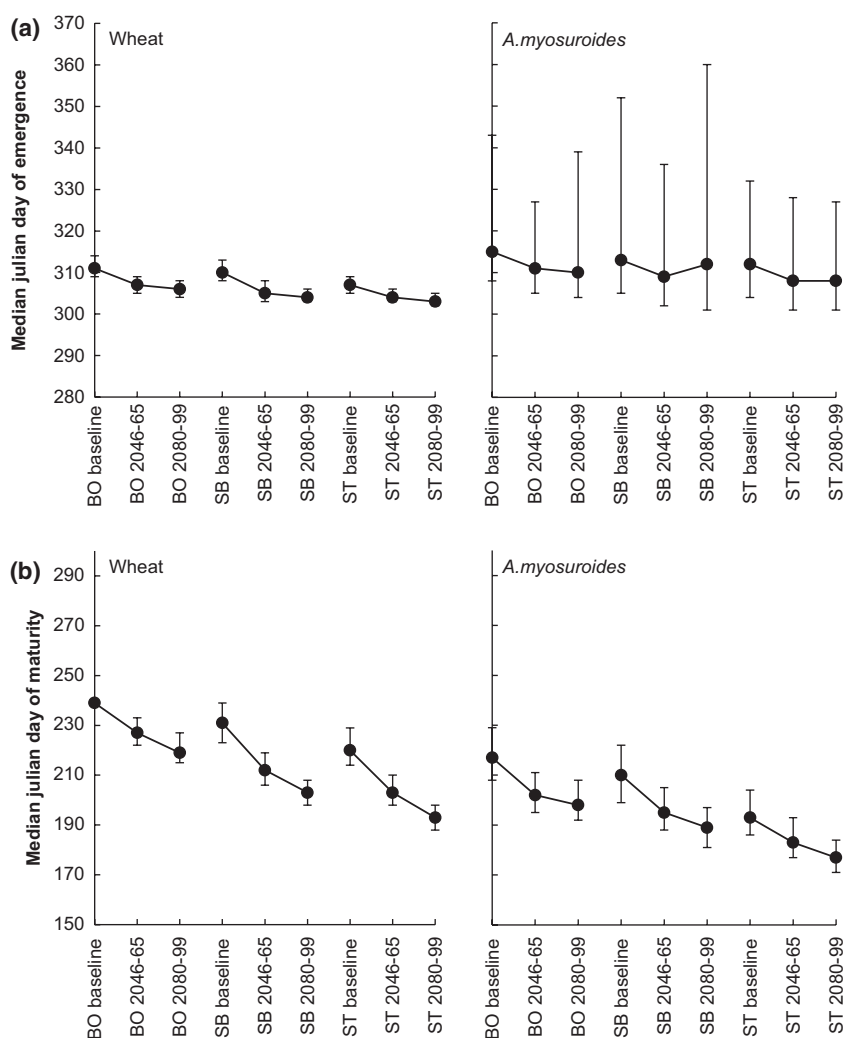 (a)
Wheat
A.myosuroides
Median julian day of emergence
370
360
350
340
330
320
310
300
290
280
BO baseline
BO 2046-65
BO 2080-99
SB baseline
SB 2046-65
SB 2080-99
ST baseline
ST 2046-65
ST 2080-99
BO baseline
BO 2046-65
BO 2080-99
SB baseline
SB 2046-65
SB 2080-99
ST baseline
ST 2046-65
ST 2080-99
(b)
Wheat
A.myosuroides
Median julian day of maturity
290
270
250
230
210
190
170
150
BO baseline
BO 2046-65
BO 2080-99
SB baseline
SB 2046-65
SB 2080-99
ST baseline
ST 2046-65
ST 2080-99
BO baseline
BO 2046-65
BO 2080-99
SB baseline
SB 2046-65
SB 2080-99
ST baseline
ST 2046-65
ST 2080-99